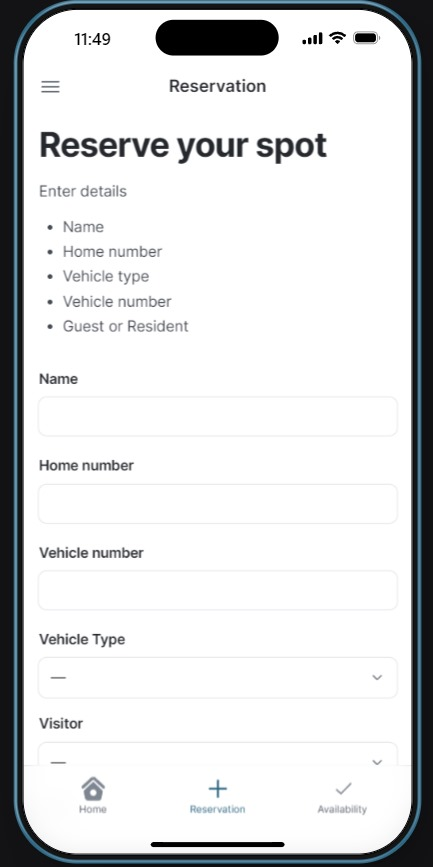 11:49
Reservation
Reserve your spot
Enter details
• Name
• Home number
• Vehicle type
• Vehicle number
• Guest or Resident
Name
Home number
Vehicle number
Vehicle Type
—
Visitor
—
Home Reservation Availability